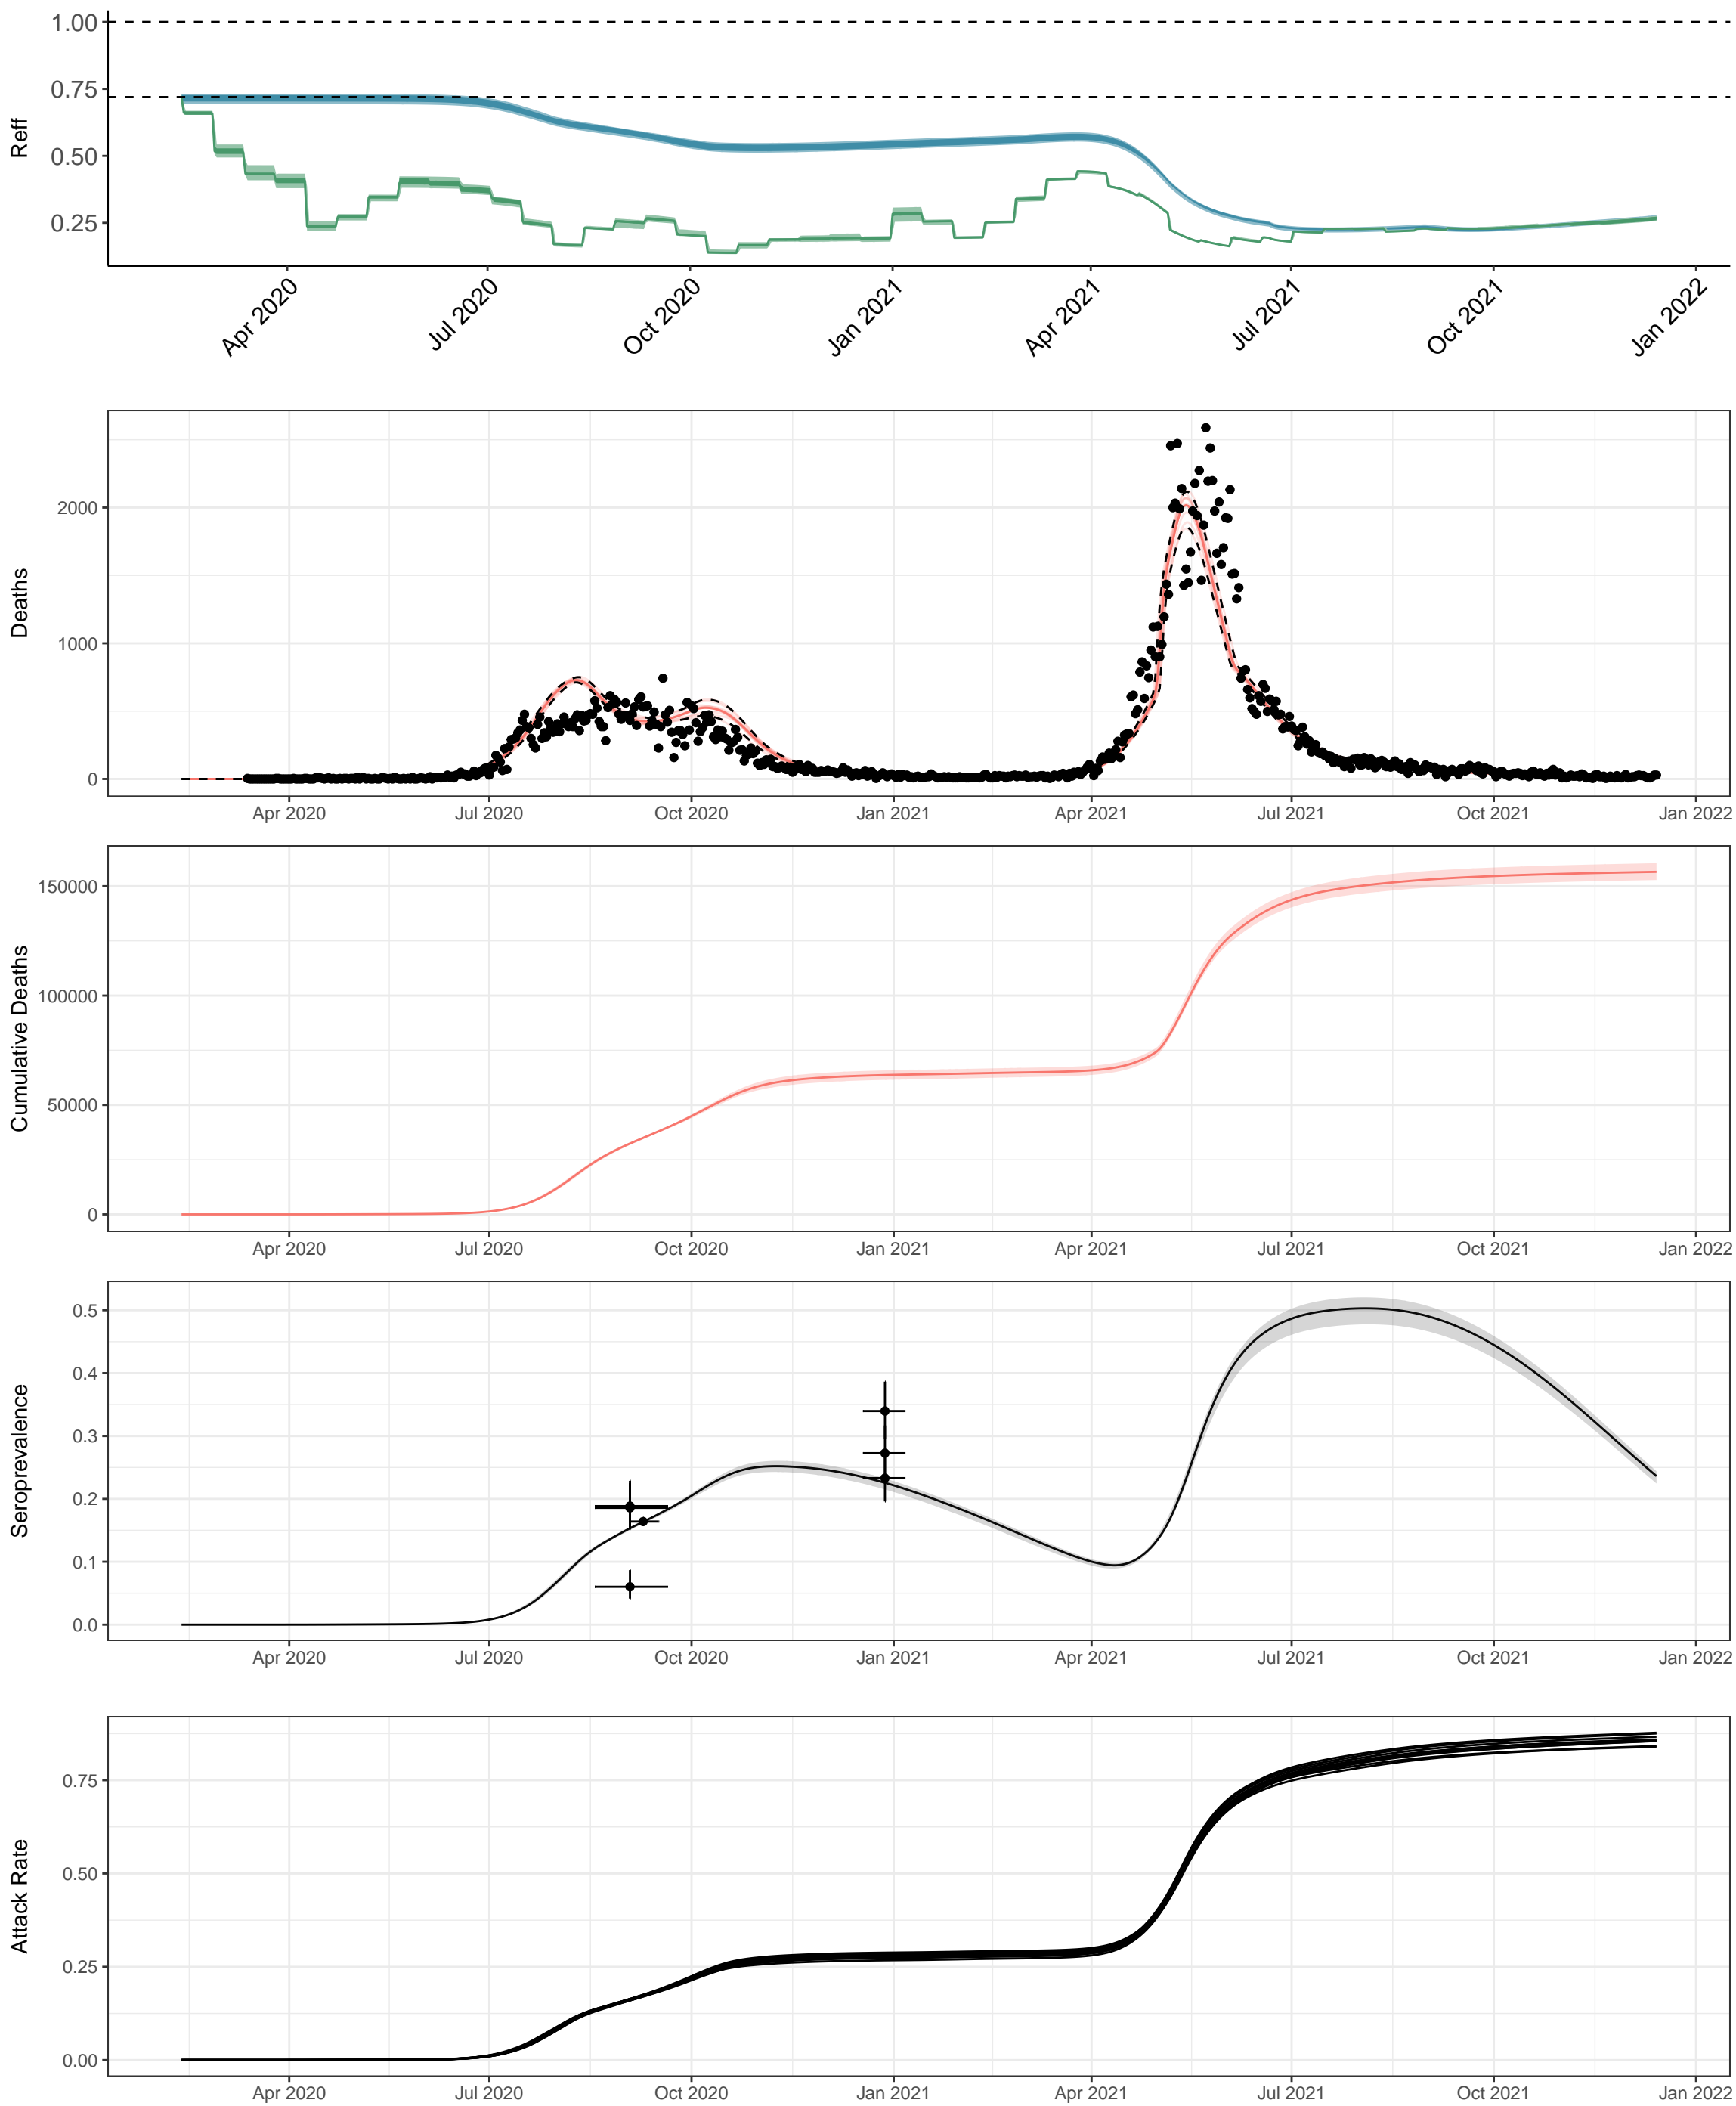 Reff
1.00
0.75
0.50
0.25
Apr 2020
Jul 2020
Oct 2020
Jan 2021
Apr 2021
Jul 2021
Oct 2021
Jan 2022
Deaths
2000
1000
0
Apr 2020
Jul 2020
Oct 2020
Jan 2021
Apr 2021
Jul 2021
Oct 2021
Jan 2022
Cumulative Deaths
150000
100000
50000
0
Apr 2020
Jul 2020
Oct 2020
Jan 2021
Apr 2021
Jul 2021
Oct 2021
Jan 2022
Seroprevalence
0.5
0.4
0.3
0.2
0.1
0.0
Apr 2020
Jul 2020
Oct 2020
Jan 2021
Apr 2021
Jul 2021
Oct 2021
Jan 2022
Attack Rate
0.75
0.50
0.25
0.00
Apr 2020
Jul 2020
Oct 2020
Jan 2021
Apr 2021
Jul 2021
Oct 2021
Jan 2022